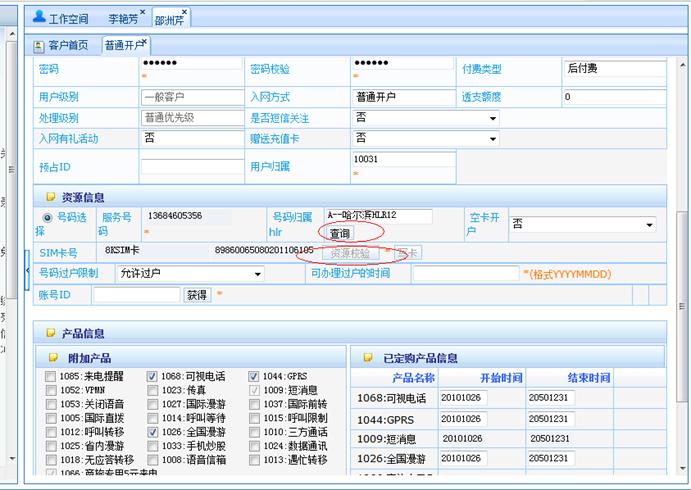 工作空间 李艳芳 邵洲芹
客户首页 普通开户
密码 ●●●●●● * 密码校验 ●●●●●● * 付费类型 后付费
用户级别 一般客户 入网方式 普通开户 透支额度 0
处理级别 普通优先级 是否短信关注 否
入网有礼活动 否 赠送充值卡 否
预占ID 用户归属 10031 *
资源信息
号码选择 服务号码 13684605356 * 号码归属hlr A--哈尔滨HLR12 查询 空卡开户 否
SIM卡号 8KSIM卡 89860065080201106105 资源校验 * 写卡
号码过户限制 允许过户 可办理过户的时间 *(格式YYYYMMDD)
账号ID 获得 *
产品信息
附加产品
1085:来电提醒 1068:可视电话 1044:GPRS
1052:VPMN 1023:传真 1009:短消息
1053:关闭语音 1027:国际漫游 1037:国际前转
1005:国际直拨 1014:呼叫等待 1015:呼叫限制
1012:呼叫转移 1026:全国漫游 1010:三方通话
1025:省内漫游 1033:手机炒股 1024:数据通讯
1018:无应答转移 1008:语音信箱 1013:遇忙转移
已定购产品信息
产品名称 开始时间 结束时间
1068:可视电话 20101026 20501231
1044:GPRS 20101026 20501231
1009:短消息 20101026 20501231
1026:全国漫游 20101026 20501231